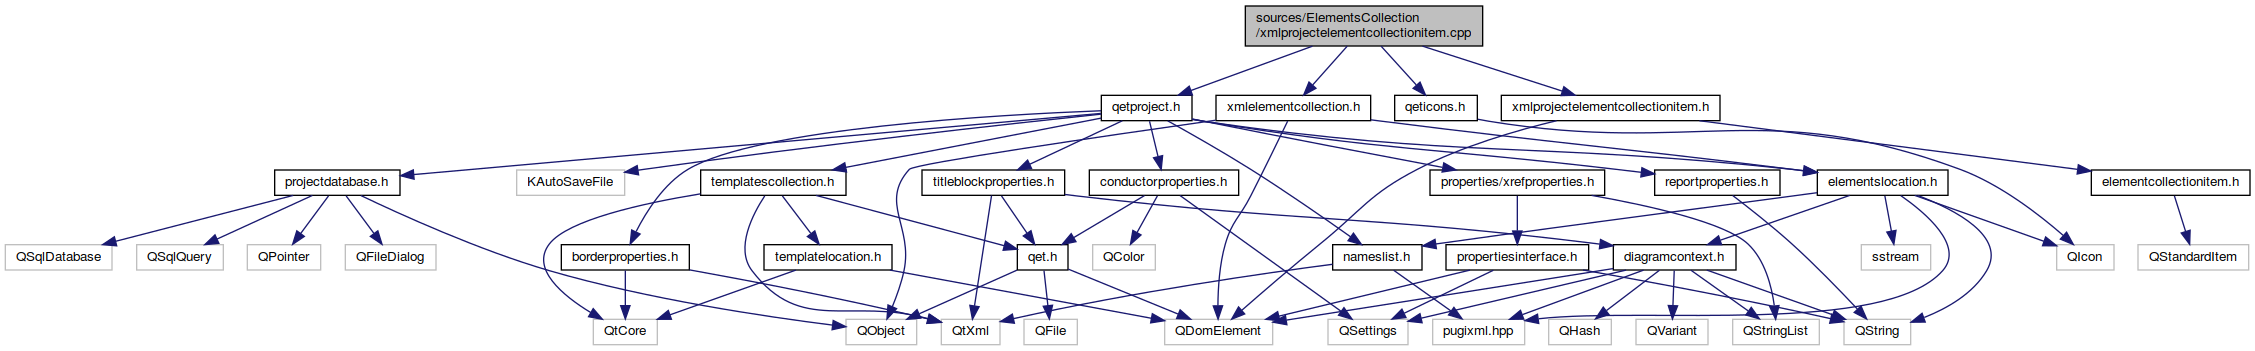 sources/ElementsCollection
/xmlprojectelementcollectionitem.cpp
qetproject.h
xmlelementcollection.h
qeticons.h
xmlprojectelementcollectionitem.h
projectdatabase.h
KAutoSaveFile
templatescollection.h
titleblockproperties.h
conductorproperties.h
properties/xrefproperties.h
reportproperties.h
elementslocation.h
elementcollectionitem.h
QSqlDatabase
QSqlQuery
QPointer
QFileDialog
borderproperties.h
templatelocation.h
qet.h
QColor
nameslist.h
propertiesinterface.h
diagramcontext.h
sstream
QIcon
QStandardItem
QtCore
QObject
QtXml
QFile
QDomElement
QSettings
pugixml.hpp
QHash
QVariant
QStringList
QString